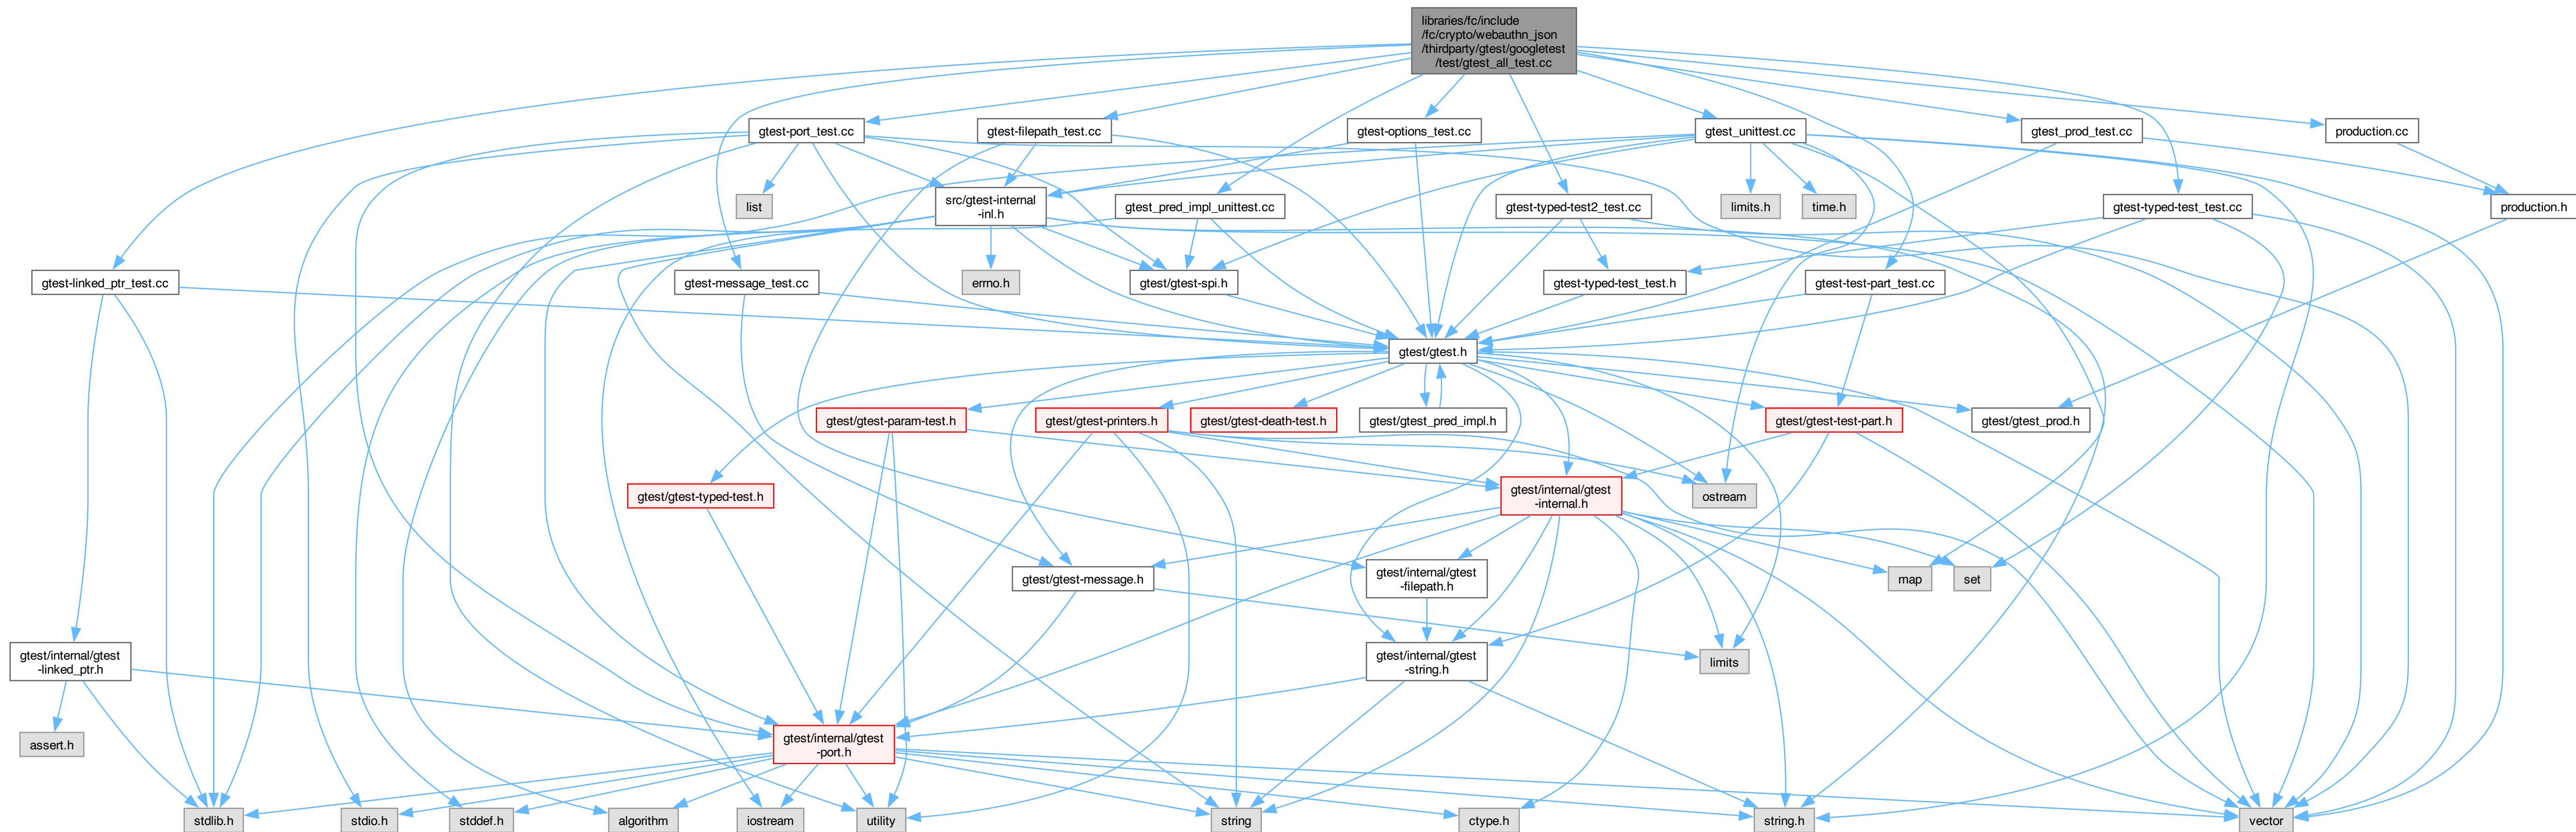 libraries/fc/include
/fc/crypto/webauthn_json
/thirdparty/gtest/googletest
/test/gtest_all_test.cc
gtest-port_test.cc
gtest-filepath_test.cc
gtest-options_test.cc
gtest_unittest.cc
gtest_prod_test.cc
production.cc
list
src/gtest-internal
-inl.h
gtest_pred_impl_unittest.cc
gtest-typed-test2_test.cc
limits.h
time.h
gtest-typed-test_test.cc
production.h
gtest-linked_ptr_test.cc
gtest-message_test.cc
errno.h
gtest/gtest-spi.h
gtest-typed-test_test.h
gtest-test-part_test.cc
gtest/gtest.h
gtest/gtest-param-test.h
gtest/gtest-printers.h
gtest/gtest-death-test.h
gtest/gtest_pred_impl.h
gtest/gtest-test-part.h
gtest/gtest_prod.h
gtest/gtest-typed-test.h
gtest/internal/gtest
-internal.h
ostream
gtest/gtest-message.h
gtest/internal/gtest
-filepath.h
map
set
gtest/internal/gtest
-linked_ptr.h
gtest/internal/gtest
-string.h
limits
assert.h
gtest/internal/gtest
-port.h
stdlib.h
stdio.h
stddef.h
algorithm
iostream
utility
string
ctype.h
string.h
vector